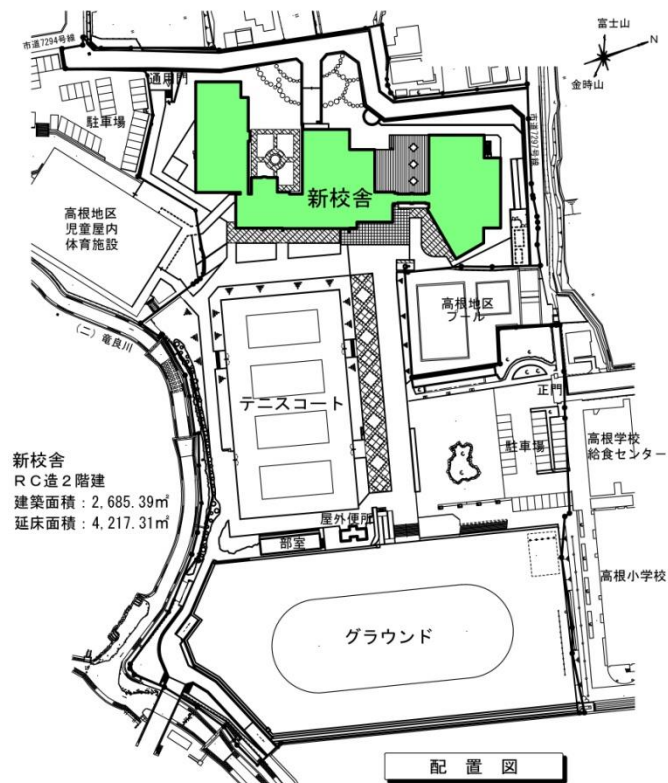 富士山
N
金時山
市道7294号線
通用門
駐車場
市道7297号線
新校舎
高根地区
児童屋内
体育施設
高根地区
プール
(二)竜良川
正門
テニスコート
駐車場
高根学校
給食センター
新校舎
RC造2階建
建築面積:2,685.39㎡
延床面積:4,217.31㎡
屋外便所
部室
高根小学校
グラウンド
配置図